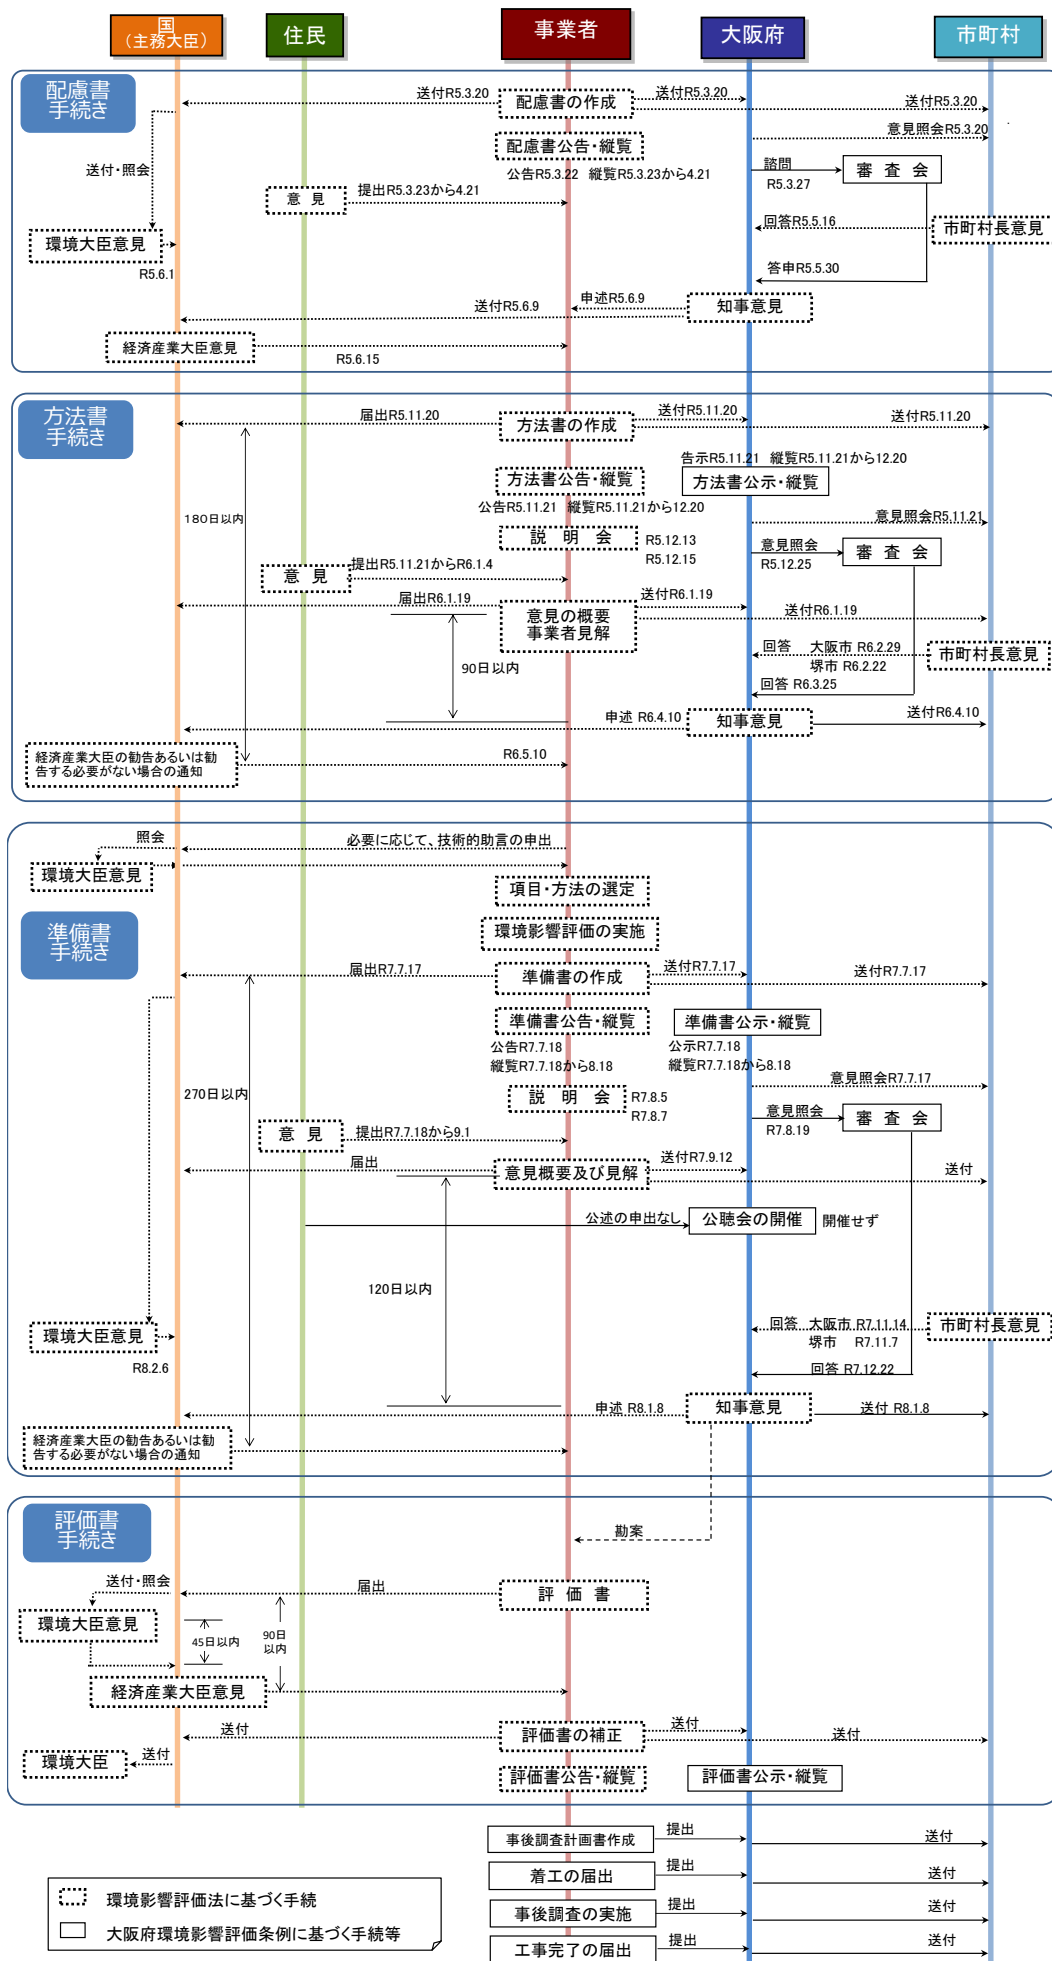 国
（主務大臣）
住民
事業者
大阪府
市町村
配慮書
手続き
送付R5.3.20
配慮書の作成
送付R5.3.20
送付R5.3.20
意見照会R5.3.20
配慮書公告・縦覧
公告R5.3.22 縦覧R5.3.23から4.21
送付・照会
諮問
R5.3.27
審 査 会
意 見
提出R5.3.23から4.21
回答R5.5.16
市町村長意見
環境大臣意見
R5.6.1
答申R5.5.30
送付R5.6.9
申述R5.6.9
知事意見
経済産業大臣意見
R5.6.15
方法書
手続き
届出R5.11.20
方法書の作成
送付R5.11.20
送付R5.11.20
告示R5.11.21 縦覧R5.11.21から12.20
方法書公告・縦覧
方法書公示・縦覧
公告R5.11.21 縦覧R5.11.21から12.20
180日以内
意見照会R5.11.21
説 明 会
R5.12.13
R5.12.15
意見照会
R5.12.25
審 査 会
意 見
提出R5.11.21からR6.1.4
届出R6.1.19
意見の概要
事業者見解
送付R6.1.19
送付R6.1.19
90日以内
回答 大阪市 R6.2.29
堺市 R6.2.22
市町村長意見
回答 R6.3.25
申述 R6.4.10
知事意見
送付R6.4.10
経済産業大臣の勧告あるいは勧
告する必要がない場合の通知
R6.5.10
照会
必要に応じて、技術的助言の申出
環境大臣意見
項目・方法の選定
準備書
手続き
環境影響評価の実施
届出R7.7.17
準備書の作成
送付R7.7.17
送付R7.7.17
準備書公告・縦覧
準備書公示・縦覧
公告R7.7.18
縦覧R7.7.18から8.18
公示R7.7.18
縦覧R7.7.18から8.18
意見照会R7.7.17
270日以内
説 明 会
R7.8.5
R7.8.7
意見照会
R7.8.19
審 査 会
意 見
提出R7.7.18から9.1
届出
意見概要及び見解
送付R7.9.12
送付
公述の申出なし
公聴会の開催
開催せず
120日以内
環境大臣意見
R8.2.6
回答 大阪市 R7.11.14
堺市 R7.11.7
市町村長意見
回答 R7.12.22
申述 R8.1.8
知事意見
送付 R8.1.8
経済産業大臣の勧告あるいは勧
告する必要がない場合の通知
評価書
手続き
勘案
送付・照会
届出
評 価 書
環境大臣意見
45日以内
90日
以内
経済産業大臣意見
送付
評価書の補正
送付
送付
環境大臣
送付
評価書公告・縦覧
評価書公示・縦覧
事後調査計画書作成
提出
送付
着工の届出
提出
送付
事後調査の実施
提出
送付
工事完了の届出
提出
送付
環境影響評価法に基づく手続
大阪府環境影響評価条例に基づく手続等